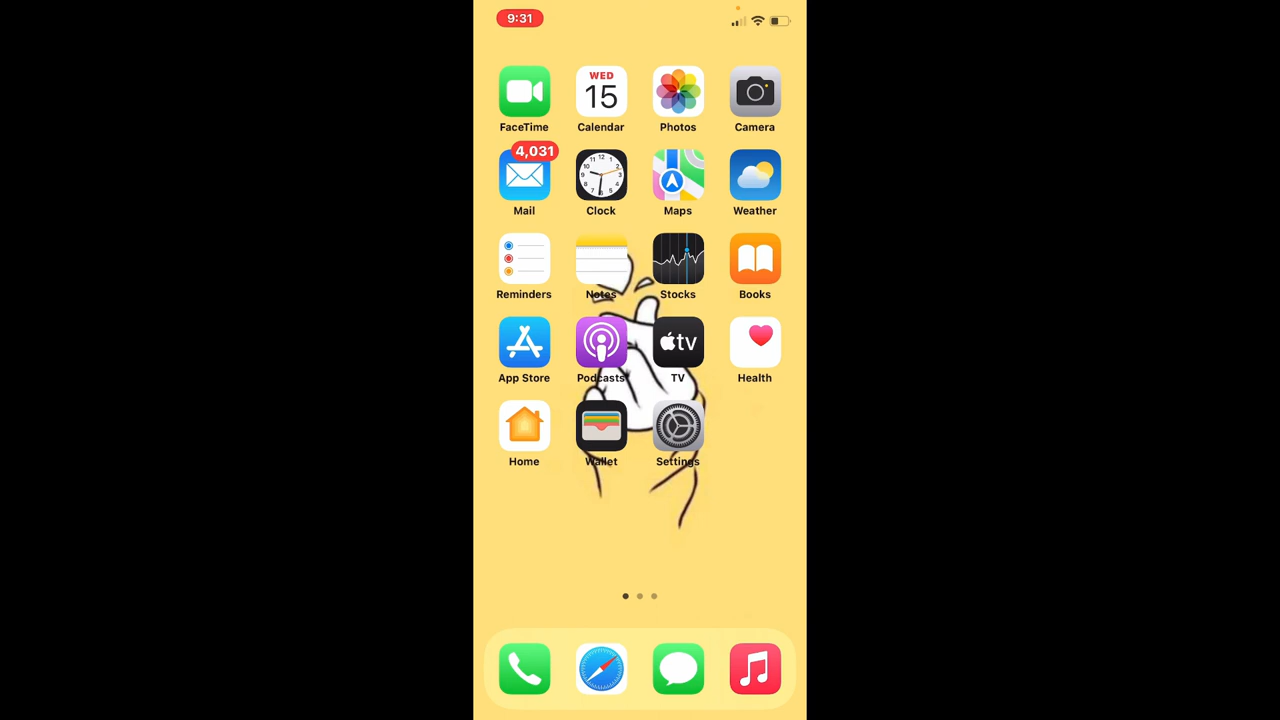 9:31
WED
15
FaceTime Calendar Photos Camera
4,031
Mail Clock Maps Weather
Reminders Notes Stocks Books
tv
App Store Podcasts TV Health
Home Wallet Settings